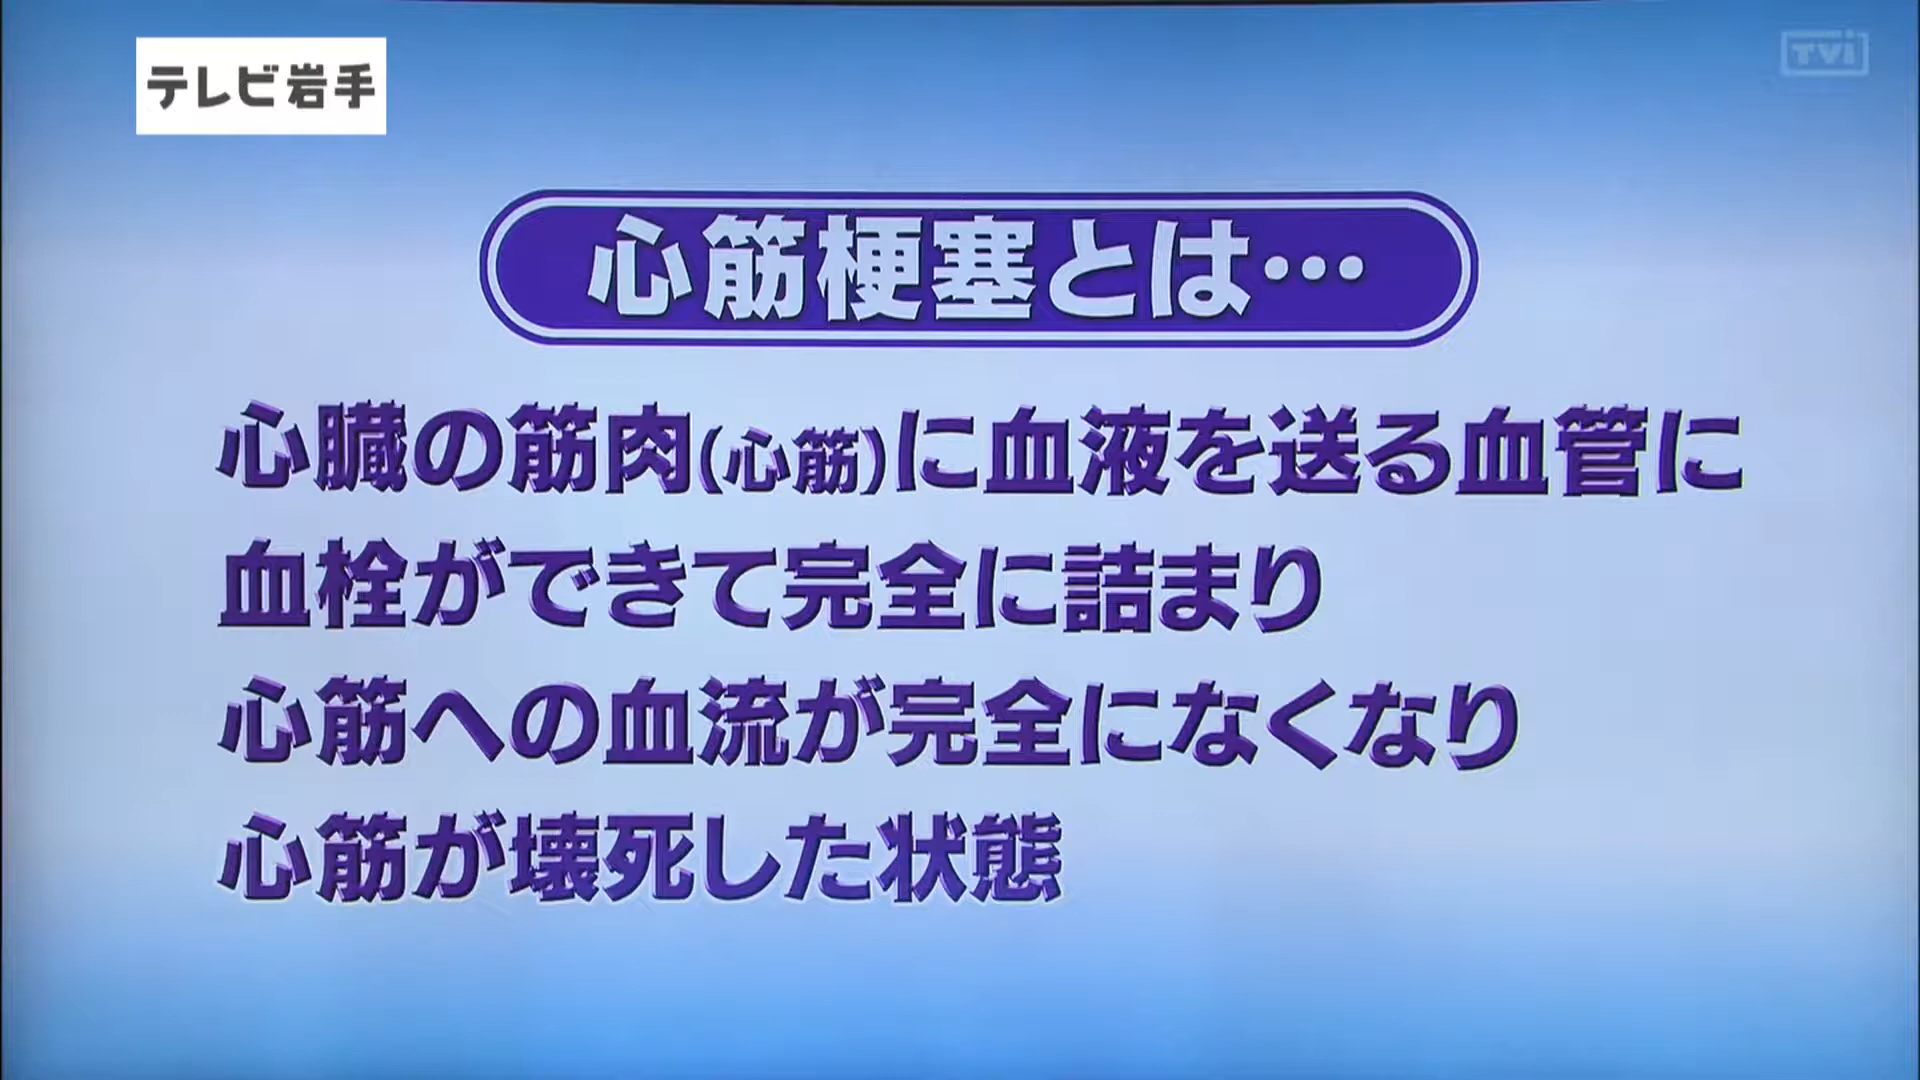 テレビ岩手
TVi
心筋梗塞とは…
心臓の筋肉(心筋)に血液を送る血管に
血栓ができて完全に詰まり
心筋への血流が完全になくなり
心筋が壊死した状態